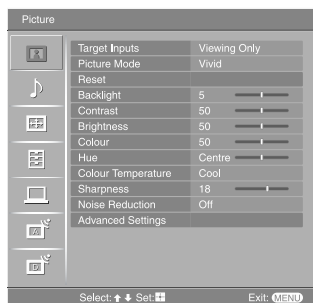 Picture
Target Inputs Viewing Only
Picture Mode Vivid
Reset
Backlight 5
Contrast 50
Brightness 50
Colour 50
Hue Centre
Colour Temperature Cool
Sharpness 18
Noise Reduction Off
Advanced Settings
A
D
Select: ↑ ↓ Set: Exit: MENU